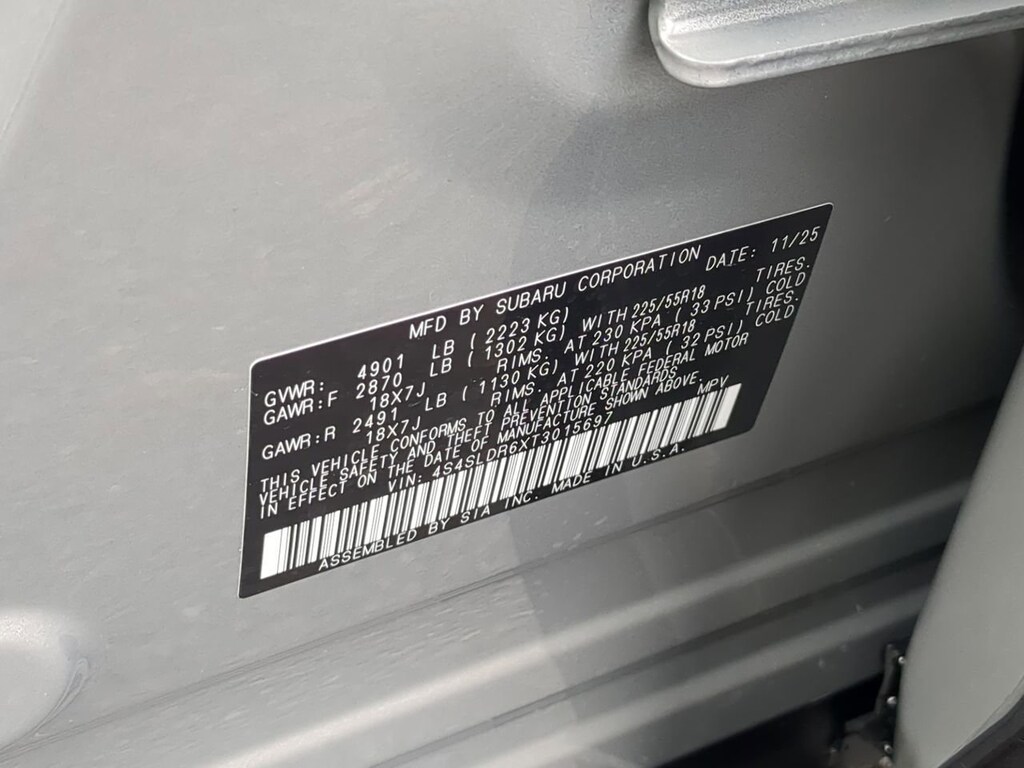 MFD BY SUBARU CORPORATION DATE: 11/25
GVWR: 4901 LB ( 2223 KG)
GAWR:F 2870 LB ( 1302 KG) WITH 225/55R18 TIRES.
18X7J RIMS. AT 230 KPA ( 33 PSI) COLD
GAWR:R 2491 LB ( 1130 KG) WITH 225/55R18 TIRES.
18X7J RIMS. AT 220 KPA ( 32 PSI) COLD
THIS VEHICLE CONFORMS TO ALL APPLICABLE FEDERAL MOTOR
VEHICLE SAFETY AND THEFT PREVENTION STANDARDS
IN EFFECT ON THE DATE OF MANUFACTURE SHOWN ABOVE.
VIN: 4S4SLDR6XT3015697 MPV
ASSEMBLED BY SIA INC. MADE IN U.S.A.